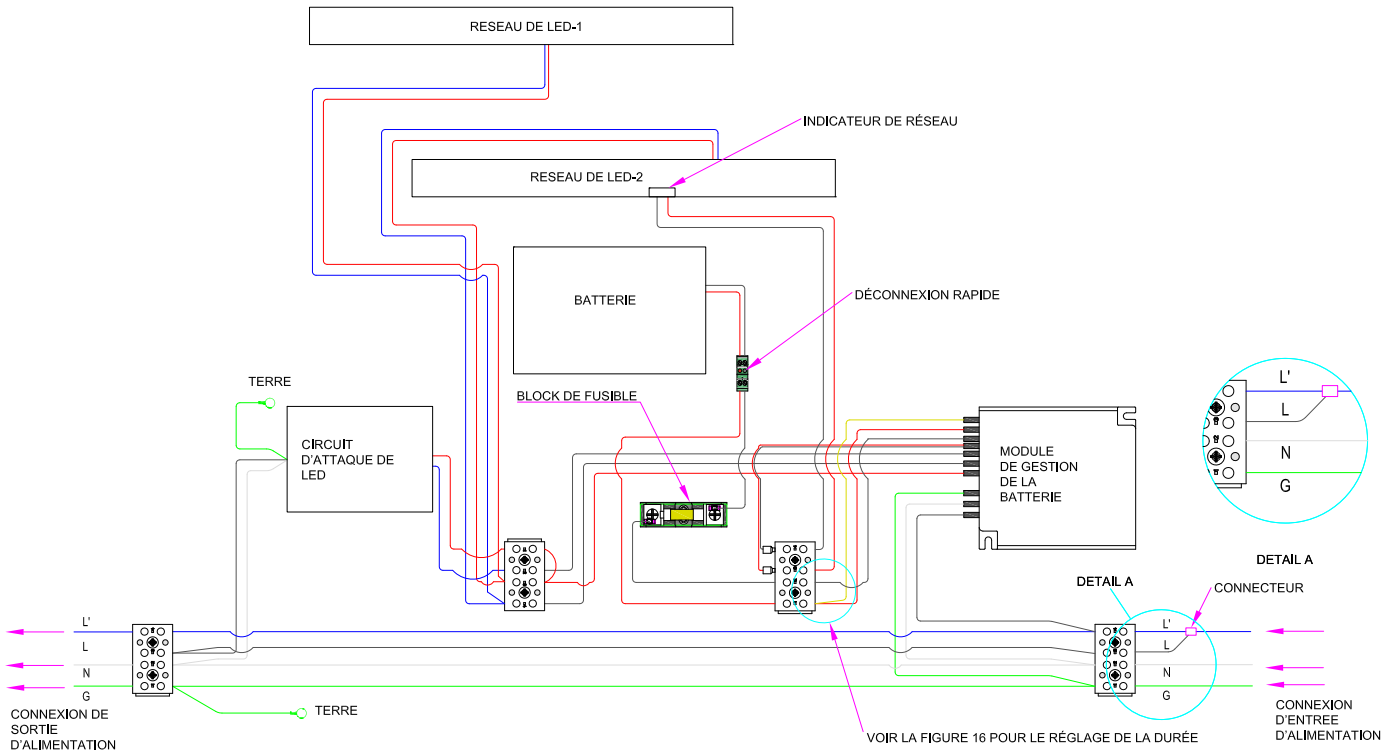 RESEAU DE LED-1
INDICATEUR DE RÉSEAU
RESEAU DE LED-2
BATTERIE
DÉCONNEXION RAPIDE
TERRE
BLOCK DE FUSIBLE
CIRCUIT
D'ATTAQUE DE
LED
MODULE
DE GESTION
DE LA
BATTERIE
L'
L
N
G
DETAIL A
DETAIL A
CONNECTEUR
L'
L
N
G
L'
L
N
G
TERRE
CONNEXION DE
SORTIE
D'ALIMENTATION
CONNEXION
D'ENTREE
D'ALIMENTATION
VOIR LA FIGURE 16 POUR LE RÉGLAGE DE LA DURÉE